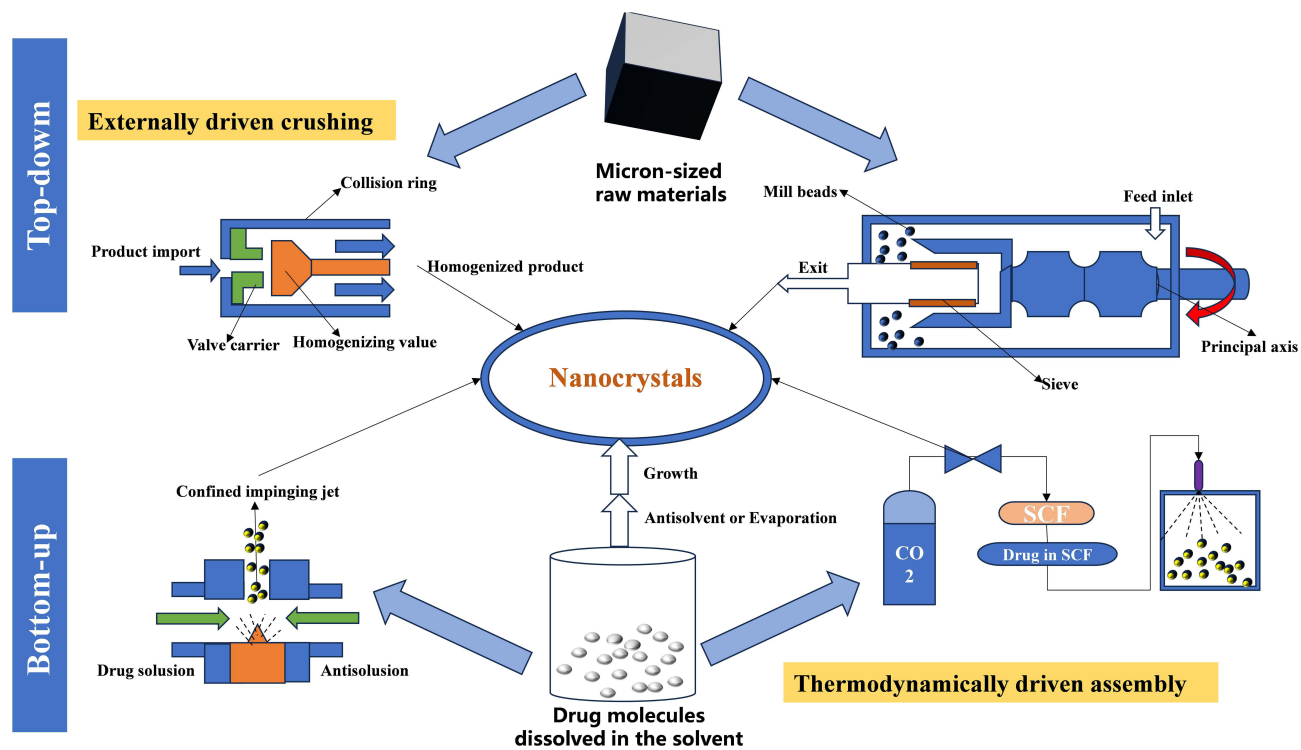 Top-down
Externally driven crushing
Micron-sized
raw materials
Collision ring
Product import
Homogenized product
Valve carrier
Homogenizing value
Mill beads
Feed inlet
Exit
Principal axis
Sieve
Nanocrystals
Bottom-up
Confined impinging jet
Drug solusion
Antisolusion
Growth
Antisolvent or Evaporation
Drug molecules
dissolved in the solvent
CO
2
SCF
Drug in SCF
Thermodynamically driven assembly